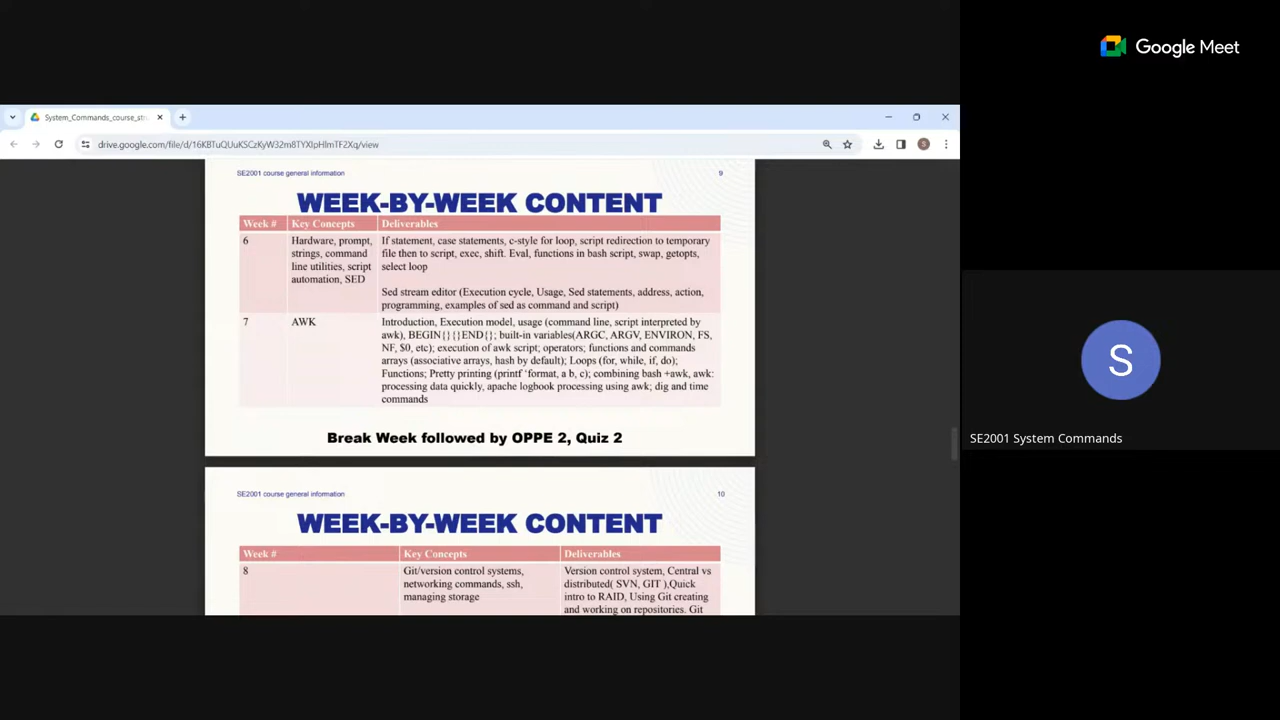 Google Meet
System_Commands_course_str
drive.google.com/file/d/16KBTuQUuKSCzKyW32m8TYXIpHlmTF2Xq/view
S
SE2001 course general information
9
WEEK-BY-WEEK CONTENT
Week # Key Concepts Deliverables
6 Hardware, prompt, If statement, case statements, c-style for loop, script redirection to temporary
strings, command file then to script, exec, shift. Eval, functions in bash script, swap, getopts,
line utilities, script select loop
automation, SED
Sed stream editor (Execution cycle, Usage, Sed statements, address, action,
programming, examples of sed as command and script)
7 AWK Introduction, Execution model, usage (command line, script interpreted by
awk), BEGIN{}{}END{}; built-in variables(ARGC, ARGV, ENVIRON, FS,
NF, $0, etc); execution of awk script; operators; functions and commands
arrays (associative arrays, hash by default); Loops (for, while, if, do);
Functions; Pretty printing (printf ‘format, a b, c); combining bash +awk, awk:
processing data quickly, apache logbook processing using awk; dig and time
commands
Break Week followed by OPPE 2, Quiz 2
SE2001 course general information
10
WEEK-BY-WEEK CONTENT
Week # Key Concepts Deliverables
8 Git/version control systems, Version control system, Central vs
networking commands, ssh, distributed( SVN, GIT ).Quick
managing storage intro to RAID, Using Git creating
and working on repositories. Git
S
SE2001 System Commands